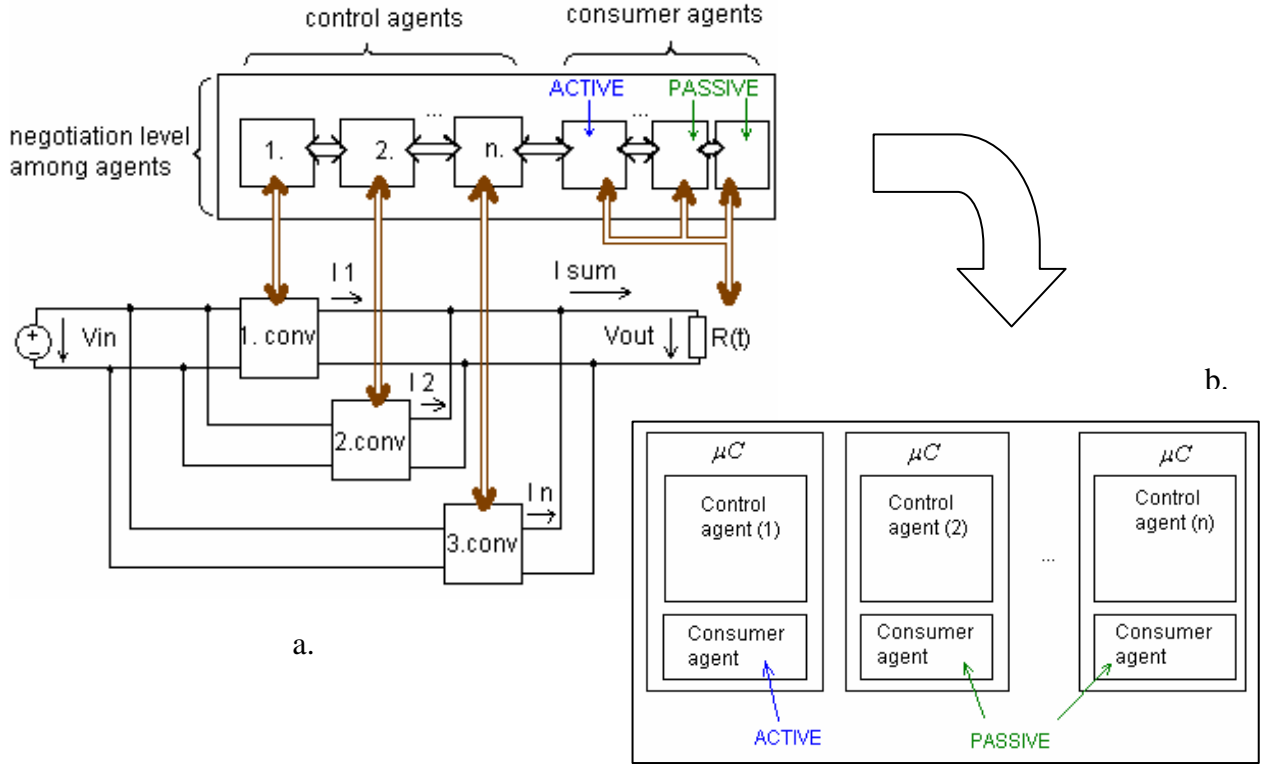 control agents
consumer agents
ACTIVE
PASSIVE
...
...
negotiation level
among agents
1.
2.
n.
I 1
I sum
Vin
1. conv
Vout
R(t)
I 2
2.conv
I n
3.conv
a.
b.
μC
μC
μC
Control
agent (1)
Control
agent (2)
...
Control
agent (n)
Consumer
agent
Consumer
agent
Consumer
agent
ACTIVE
PASSIVE